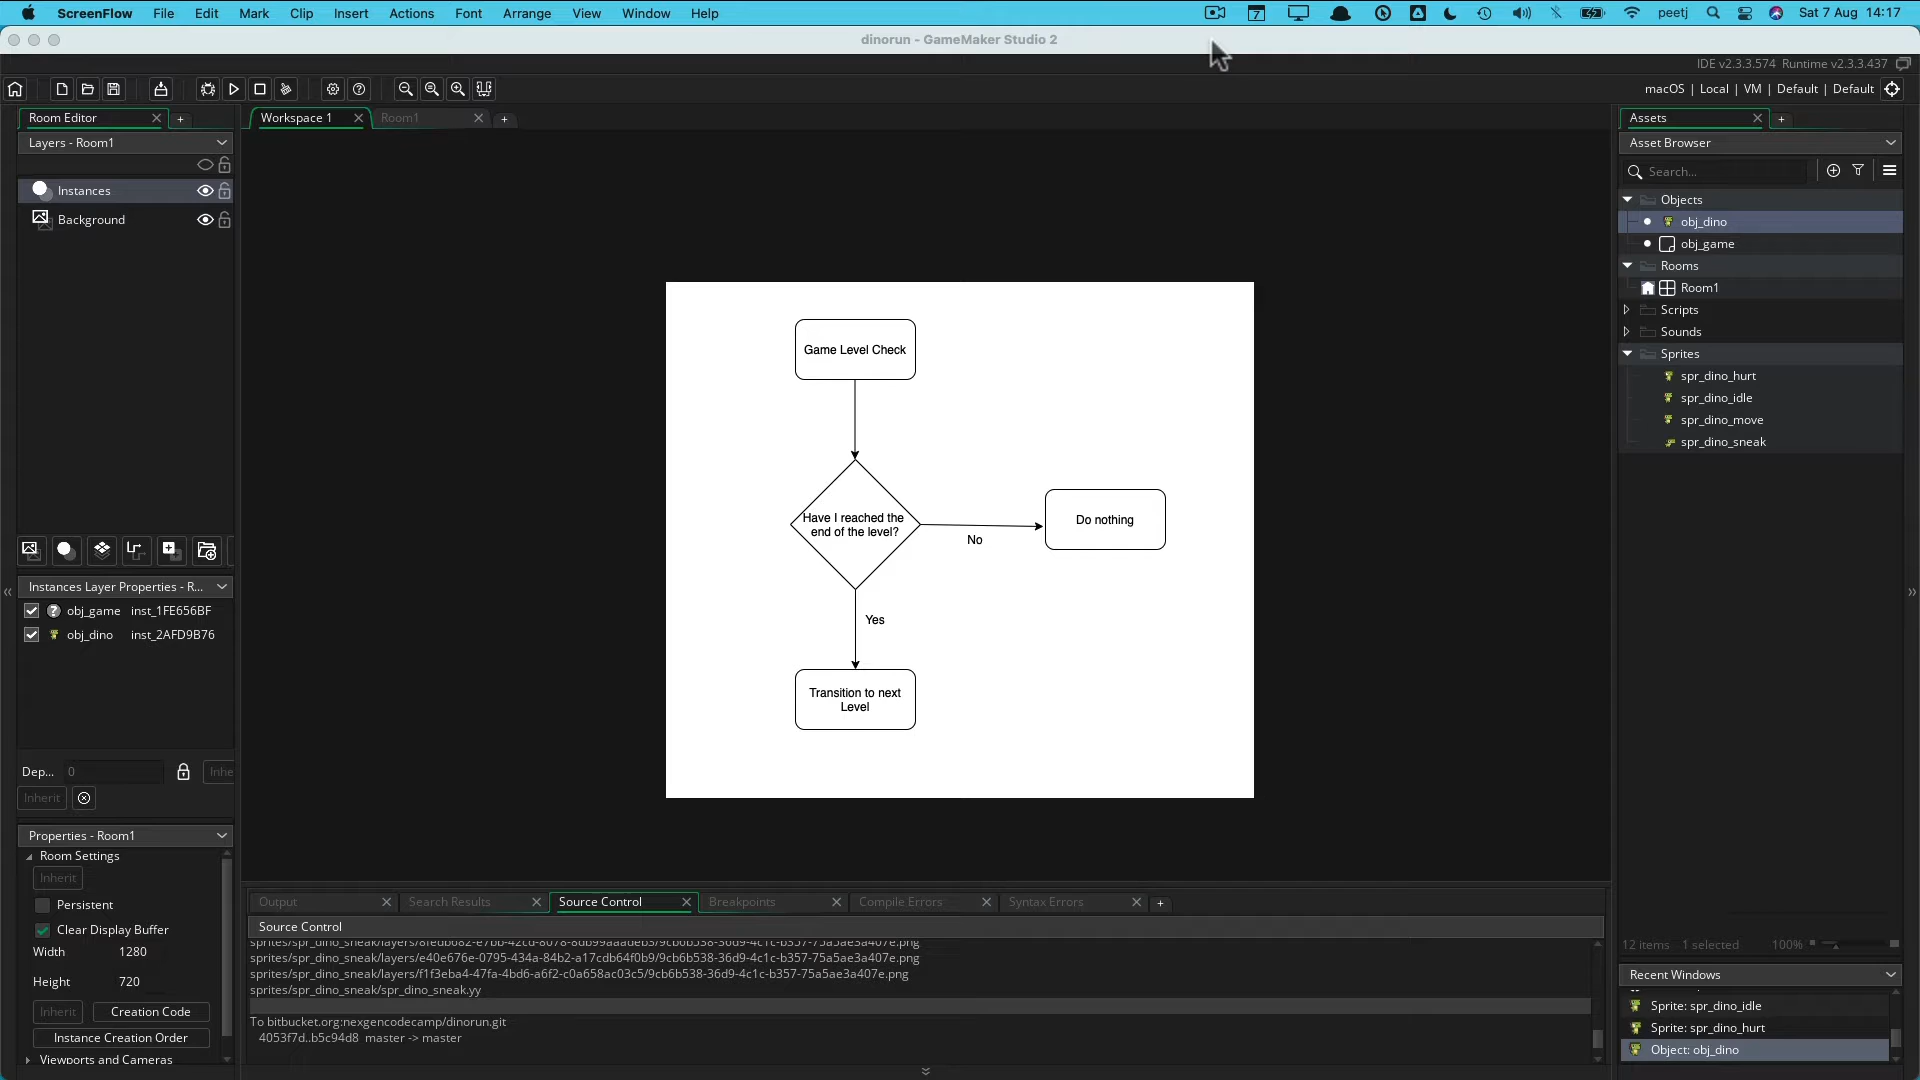 ScreenFlow File Edit Mark Clip Insert Actions Font Arrange View Window Help 7 peetj Sat 7 Aug 14:17
dinorun - GameMaker Studio 2
IDE v2.3.3.574 Runtime v2.3.3.437
macOS | Local | VM | Default | Default
Room Editor
Workspace 1
Room1
Assets
Layers - Room1
Asset Browser
Search...
Instances
Background
Objects
obj_dino
obj_game
Rooms
Room1
Scripts
Sounds
Sprites
spr_dino_hurt
spr_dino_idle
spr_dino_move
spr_dino_sneak
Game Level Check
Have I reached the
end of the level?
No
Do nothing
Yes
Transition to next
Level
Instances Layer Properties - R...
obj_game inst_1FE656BF
obj_dino inst_2AFD9B76
Dep... 0 Inhe
Inherit
Properties - Room1
Room Settings
Inherit
Persistent
Clear Display Buffer
Width 1280
Height 720
Inherit Creation Code
Instance Creation Order
Viewports and Cameras
Output Search Results Source Control Breakpoints Compile Errors Syntax Errors
Source Control
sprites/spr_dino_sneak/layers/e40e676e-0795-434a-84b2-a17cdb64f0b9/9cb6b538-36d9-4c1c-b357-75a5ae3a407e.png
sprites/spr_dino_sneak/layers/f1f3eba4-47fa-4bd6-a6f2-c0a658ac03c5/9cb6b538-36d9-4c1c-b357-75a5ae3a407e.png
sprites/spr_dino_sneak/spr_dino_sneak.yy
To bitbucket.org:nexgencodecamp/dinorun.git
4053f7d..b5c94d8 master -> master
12 items 1 selected 100%
Recent Windows
Sprite: spr_dino_idle
Sprite: spr_dino_hurt
Object: obj_dino